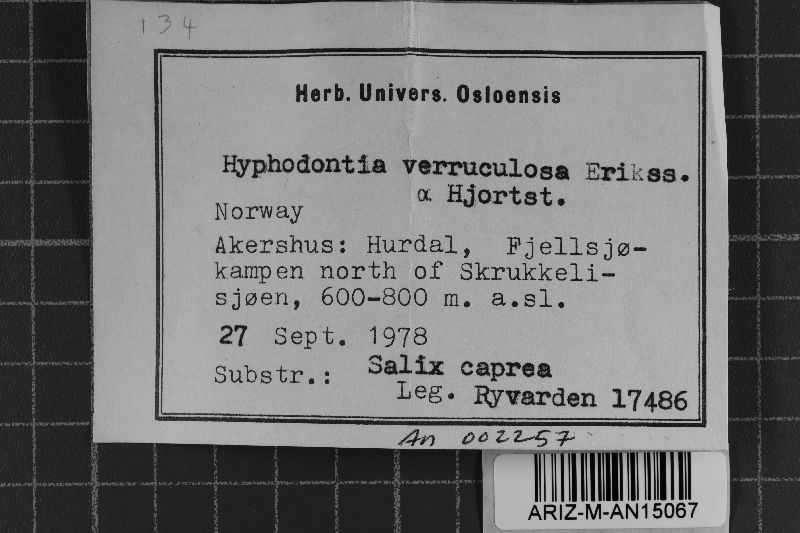 134
Herb. Univers. Osloensis
Hyphodontia verruculosa Erikss.
α Hjortst.
Norway
Akershus: Hurdal, Fjellsjø-
kampen north of Skrukkeli-
sjøen, 600-800 m. a.sl.
27 Sept. 1978
Substr.: Salix caprea
Leg. Ryvarden 17486
An 002257
ARIZ-M-AN15067